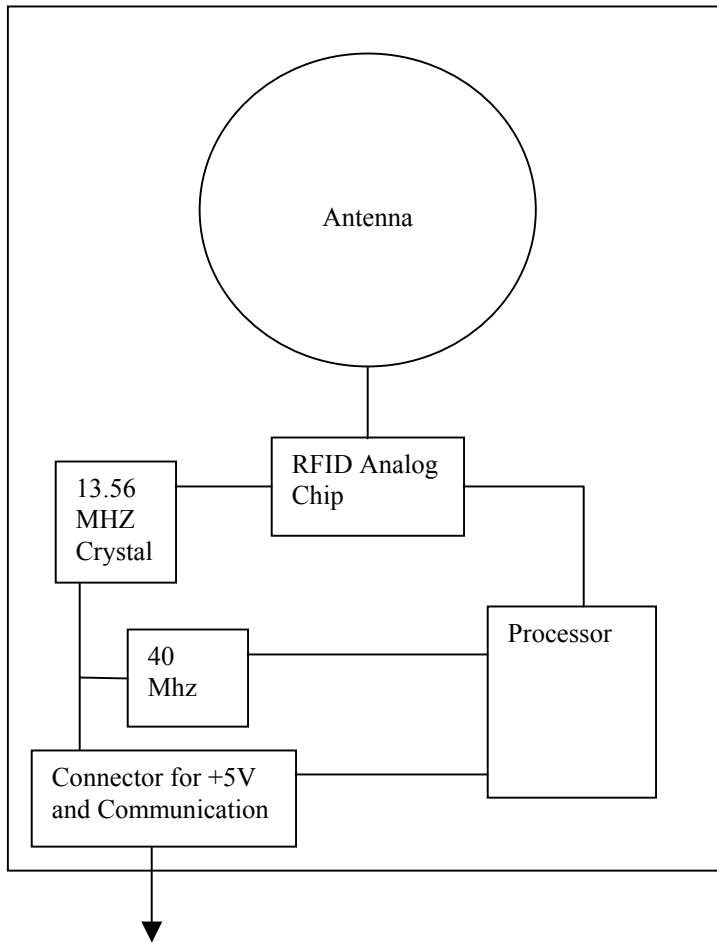 Antenna
RFID Analog
Chip
13.56
MHZ
Crystal
Processor
40
Mhz
Connector for +5V
and Communication